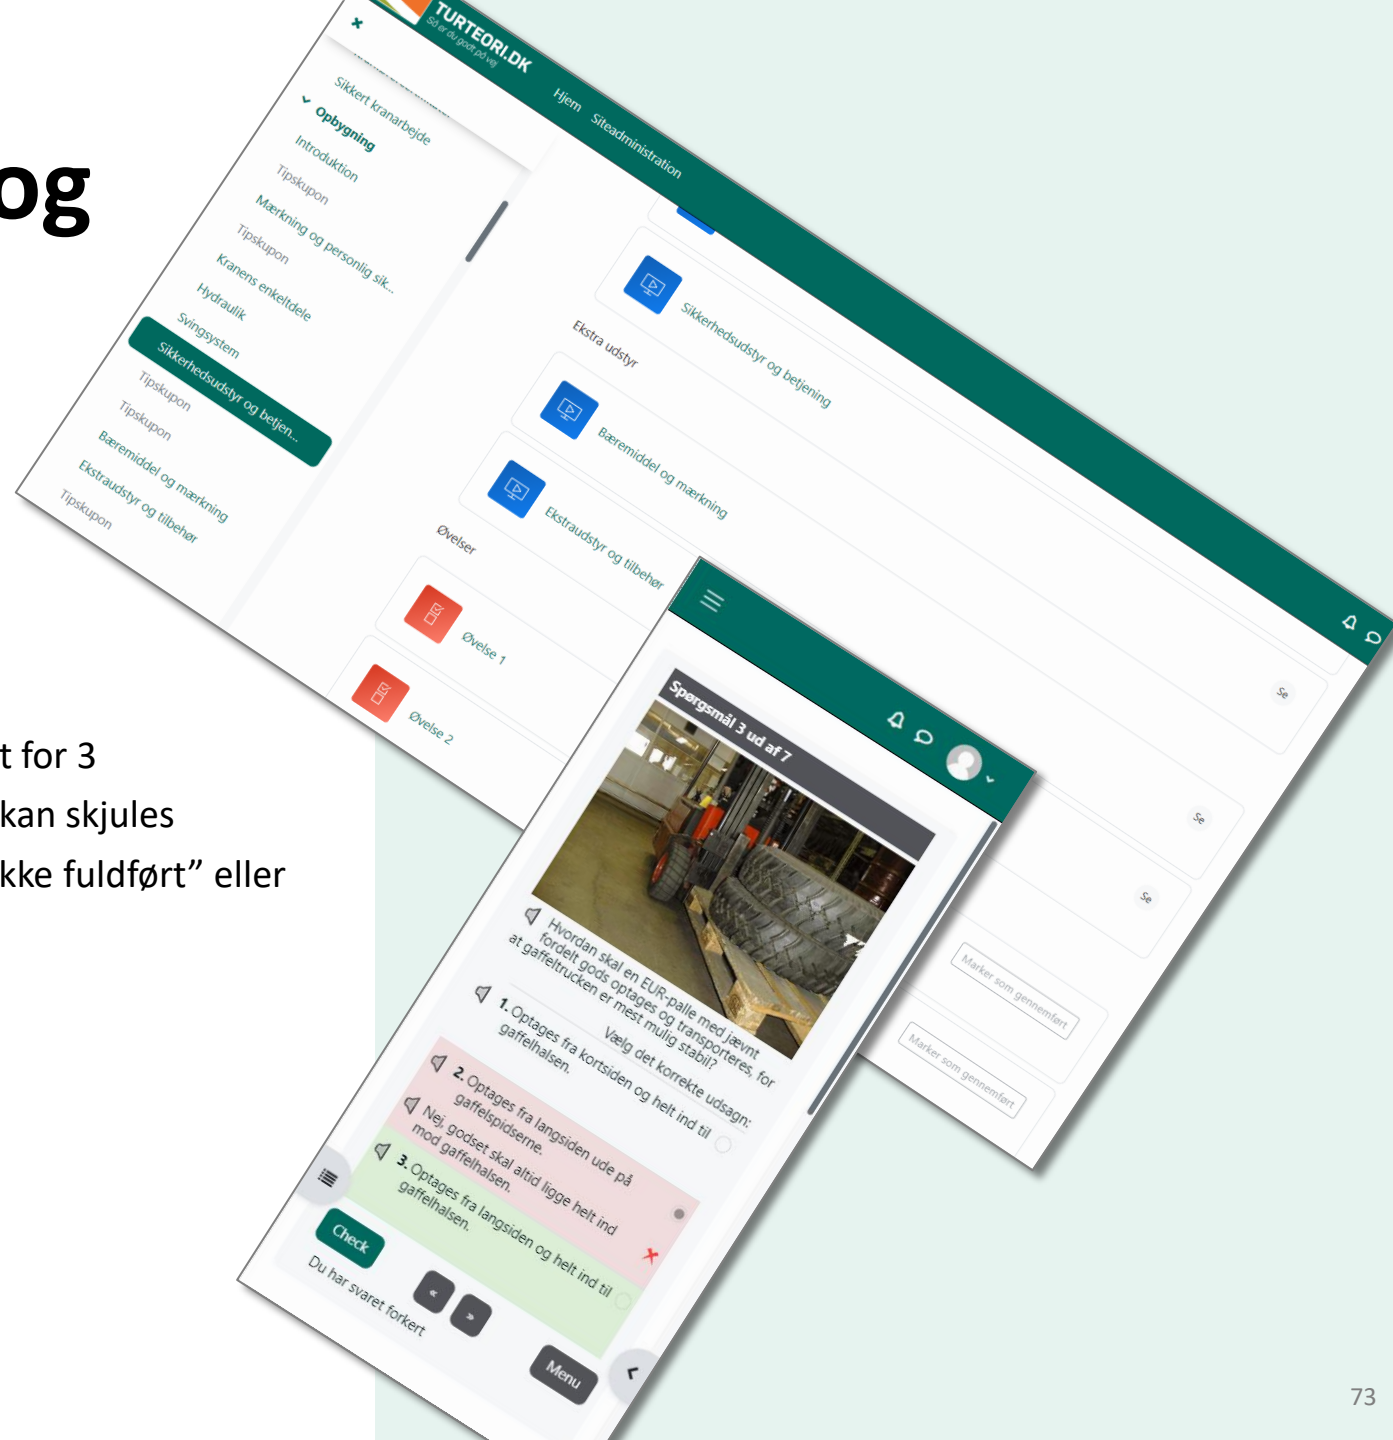 og
t for 3
kan skjules
kke fuldført” eller
TURTEORI.DK
Så er du godt på vej
Hjem Siteadministration
Sikkert kranarbejde
Opbygning
Introduktion
Tipskupon
Mærkning og personlig sik...
Tipskupon
Kranens enkeltdele
Hydraulik
Svingsystem
Sikkerhedsudstyr og betjen...
Tipskupon
Tipskupon
Bæremiddel og mærkning
Ekstraudstyr og tilbehør
Tipskupon
Sikkerhedsudstyr og betjening
Se
Ekstra udstyr
Bæremiddel og mærkning
Se
Ekstraudstyr og tilbehør
Se
Øvelser
Øvelse 1
Marker som gennemført
Øvelse 2
Marker som gennemført
Spørgsmål 3 ud af 7
Hvordan skal en EUR-palle med jævnt
fordelt gods optages og transporteres, for
at gaffeltrucken er mest mulig stabil?
Vælg det korrekte udsagn:
1. Optages fra kortsiden og helt ind til
gaffelhalsen.
2. Optages fra langsiden ude på
gaffelspidserne.
Nej, godset skal altid ligge helt ind
mod gaffelhalsen.
3. Optages fra langsiden og helt ind til
gaffelhalsen.
Check
« »
Du har svaret forkert
Menu
73